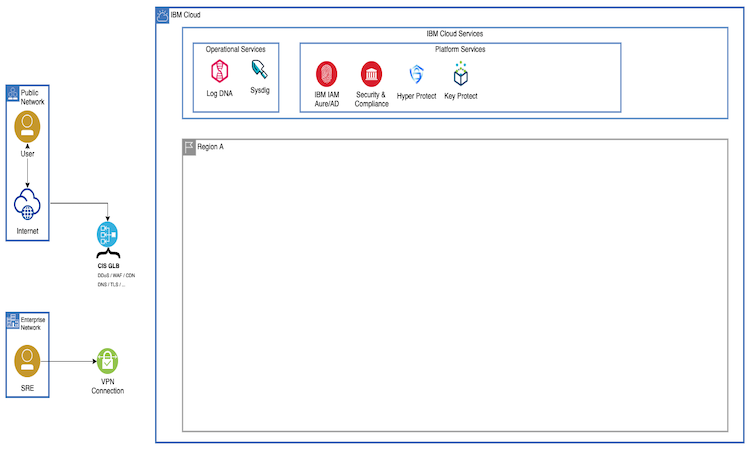 IBM Cloud
IBM Cloud Services
Operational Services
Log DNA
Sysdig
Platform Services
IBM IAM
Aure/AD
Security &
Compliance
Hyper Protect
Key Protect
Public
Network
User
Internet
CIS GLB
DDoS / WAF / CDN
DNS / TLS / ...
Enterprise
Network
SRE
VPN
Connection
Region A